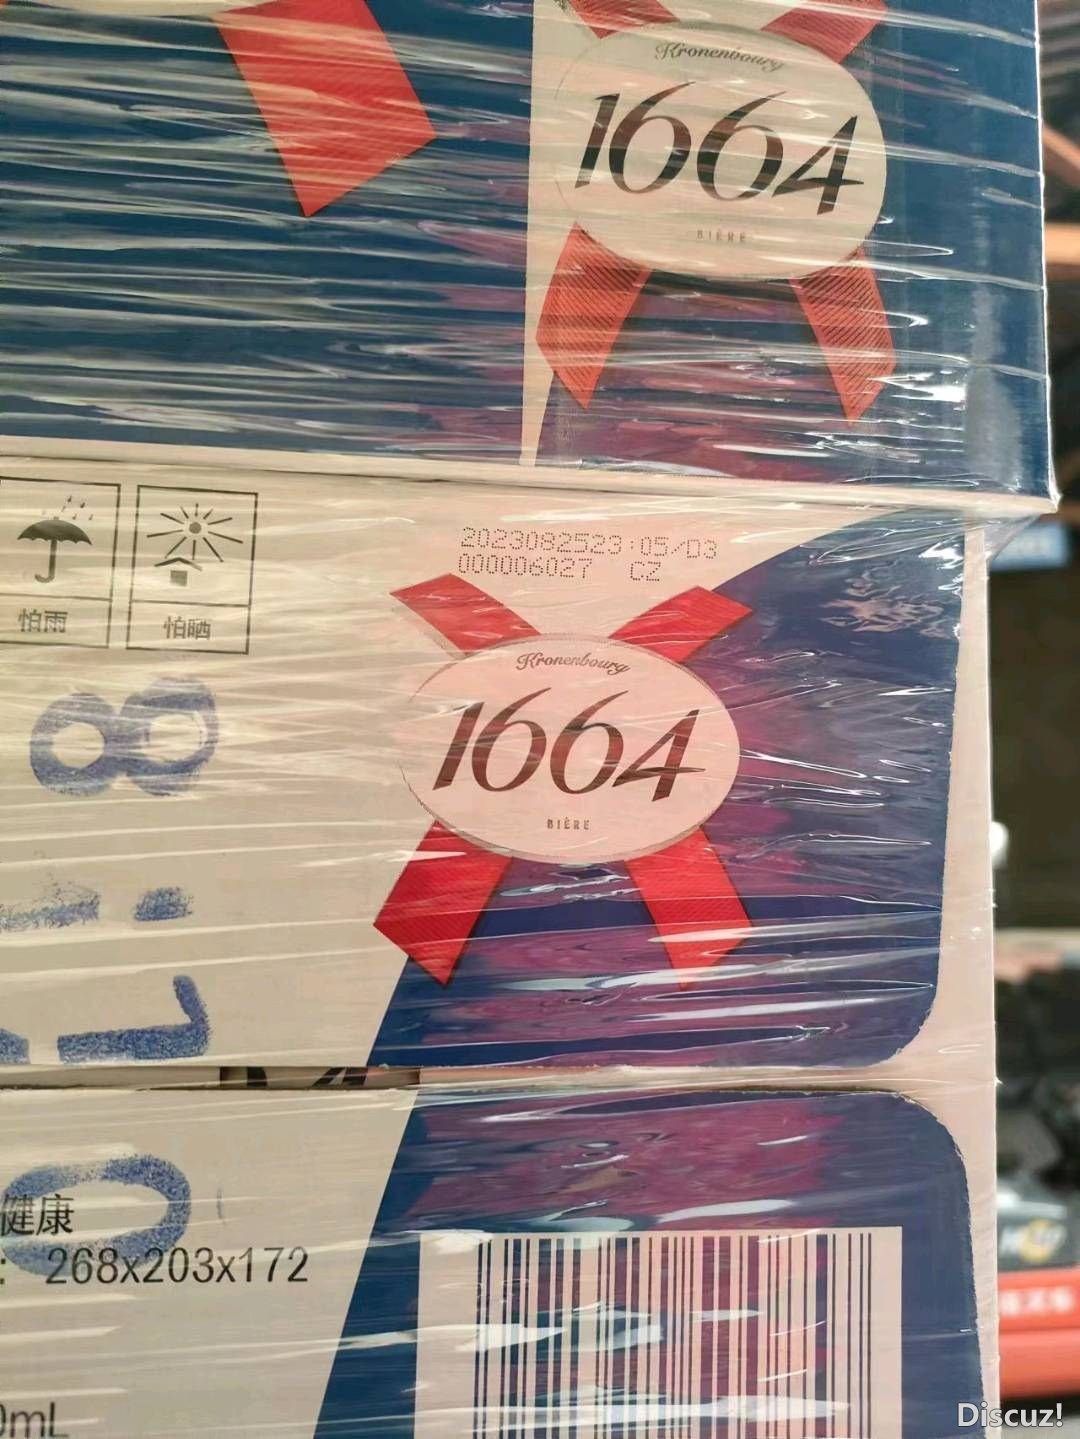 Kronenbourg
1664
BIÈRE
2023082523:05/D3
000006027 CZ
怕雨
怕晒
Kronenbourg
1664
BIÈRE
健康
: 268x203x172
0mL
Discuz!